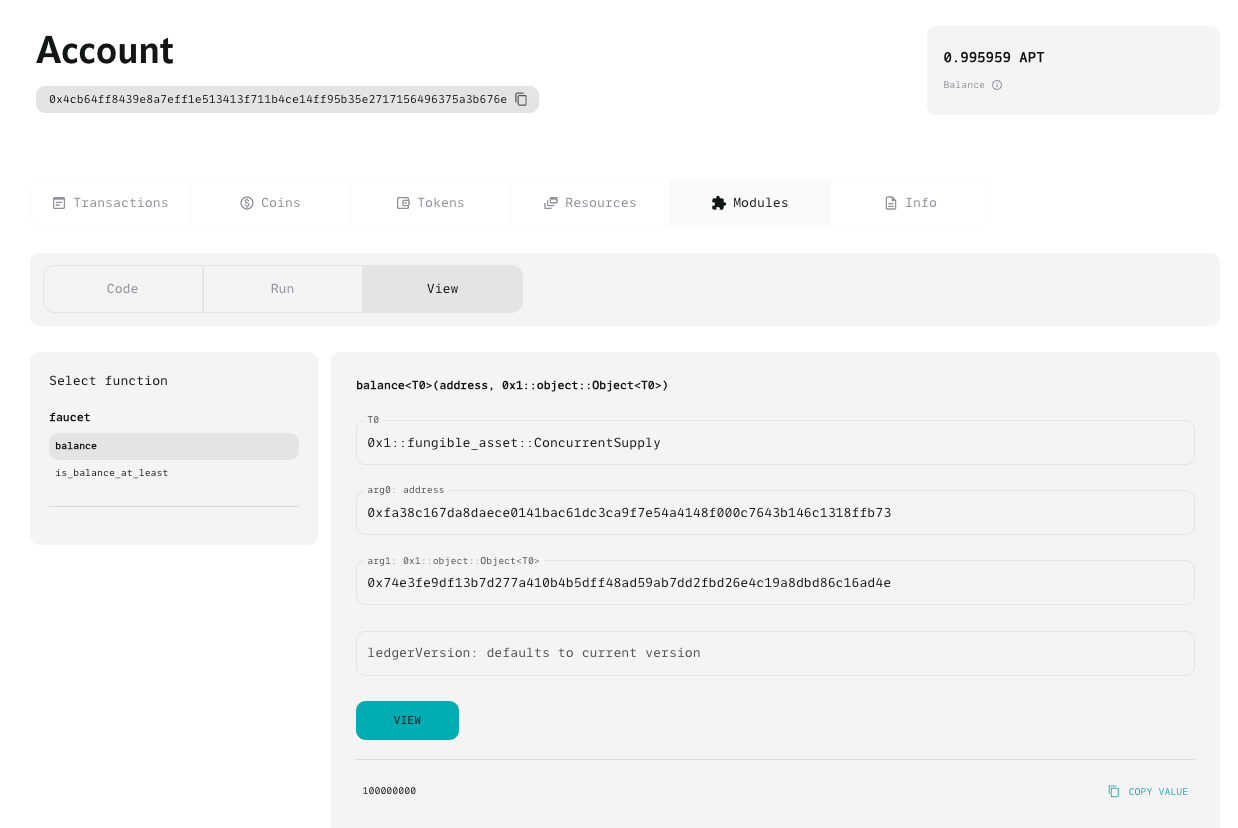 Account
0.995959 APT
0x4cb64ff8439e8a7eff1e513413f711b4ce14ff95b35e2717156496375a3b676e
Balance
Transactions
Coins
Tokens
Resources
Modules
Info
Code
Run
View
Select function
faucet
balance
is_balance_at_least
balance<T0>(address, 0x1::object::Object<T0>)
T0
0x1::fungible_asset::ConcurrentSupply
arg0: address
0xfa38c167da8daece0141bac61dc3ca9f7e54a4148f000c7643b146c1318ffb73
arg1: 0x1::object::Object<T0>
0x74e3fe9df13b7d277a410b4b5dff48ad59ab7dd2fbd26e4c19a8dbd86c16ad4e
ledgerVersion: defaults to current version
VIEW
100000000
COPY VALUE